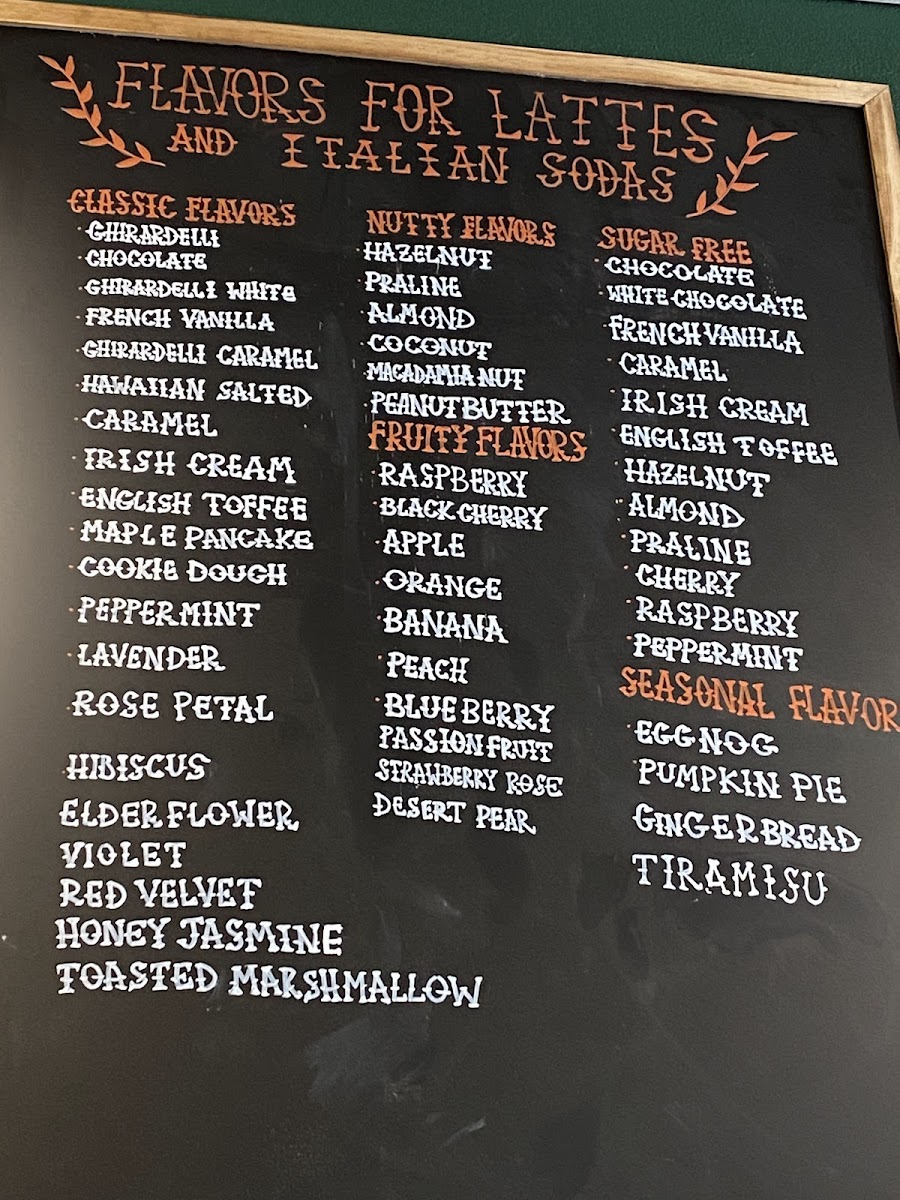 FLAVORS FOR LATTES
AND ITALIAN SODAS
CLASSIC FLAVORS
· GHIRARDELLI
· CHOCOLATE
· GHIRARDELLI WHITE
· FRENCH VANILLA
· GHIRARDELLI CARAMEL
· HAWAIIAN SALTED
· CARAMEL
· IRISH CREAM
· ENGLISH TOFFEE
· MAPLE PANCAKE
· COOKIE DOUGH
· PEPPERMINT
· LAVENDER
· ROSE PETAL
· HIBISCUS
ELDERFLOWER
VIOLET
RED VELVET
HONEY JASMINE
TOASTED MARSHMALLOW
NUTTY FLAVORS
HAZELNUT
· PRALINE
· ALMOND
· COCONUT
· MACADAMIA NUT
· PEANUT BUTTER
FRUITY FLAVORS
· RASPBERRY
· BLACK CHERRY
· APPLE
· ORANGE
· BANANA
· PEACH
· BLUEBERRY
PASSION FRUIT
STRAWBERRY ROSE
DESERT PEAR
SUGAR FREE
· CHOCOLATE
· WHITE CHOCOLATE
· FRENCH VANILLA
· CARAMEL
· IRISH CREAM
· ENGLISH TOFFEE
· HAZELNUT
· ALMOND
· PRALINE
· CHERRY
· RASPBERRY
· PEPPERMINT
SEASONAL FLAVOR
· EGGNOG
· PUMPKIN PIE
GINGERBREAD
TIRAMISU